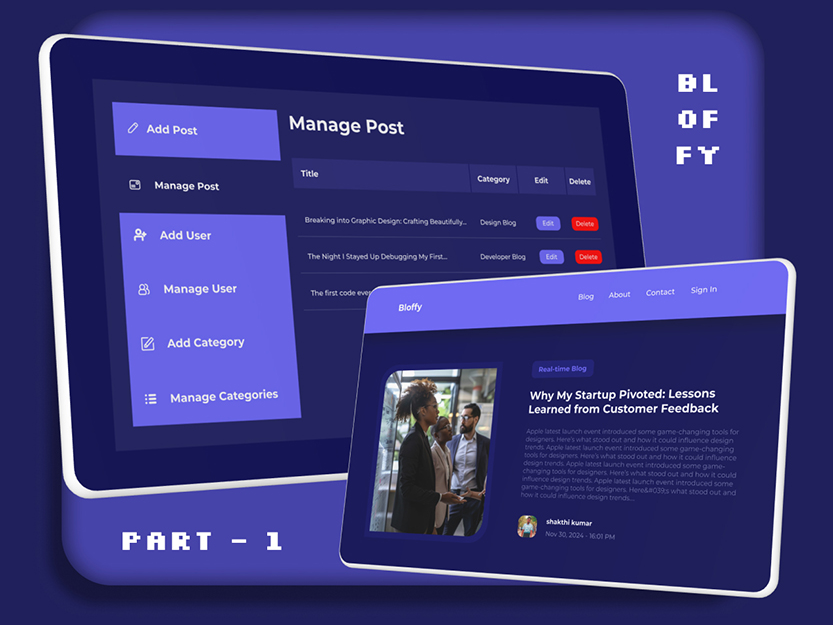 BL
OF
FY
Add Post
Manage Post
Add User
Manage User
Add Category
Manage Categories
Manage Post
Title Category Edit Delete
Breaking into Graphic Design: Crafting Beautifully... Design Blog Edit Delete
The Night I Stayed Up Debugging My First... Developer Blog Edit Delete
The first code ever
Bloffy Blog About Contact Sign In
Real-time Blog
Why My Startup Pivoted: Lessons
Learned from Customer Feedback
Apple latest launch event introduced some game-changing tools for
designers. Here's what stood out and how it could influence design
trends. Apple latest launch event introduced some game-changing
tools for designers. Here's what stood out and how it could influence
design trends. Apple latest launch event introduced some game-
changing tools for designers. Here's what stood out and how it could
influence design trends. Apple latest launch event introduced some
game-changing tools for designers. Here&#039;s what stood out and
how it could influence design trends...
shakthi kumar
Nov 30, 2024 - 16:01 PM
PART - 1